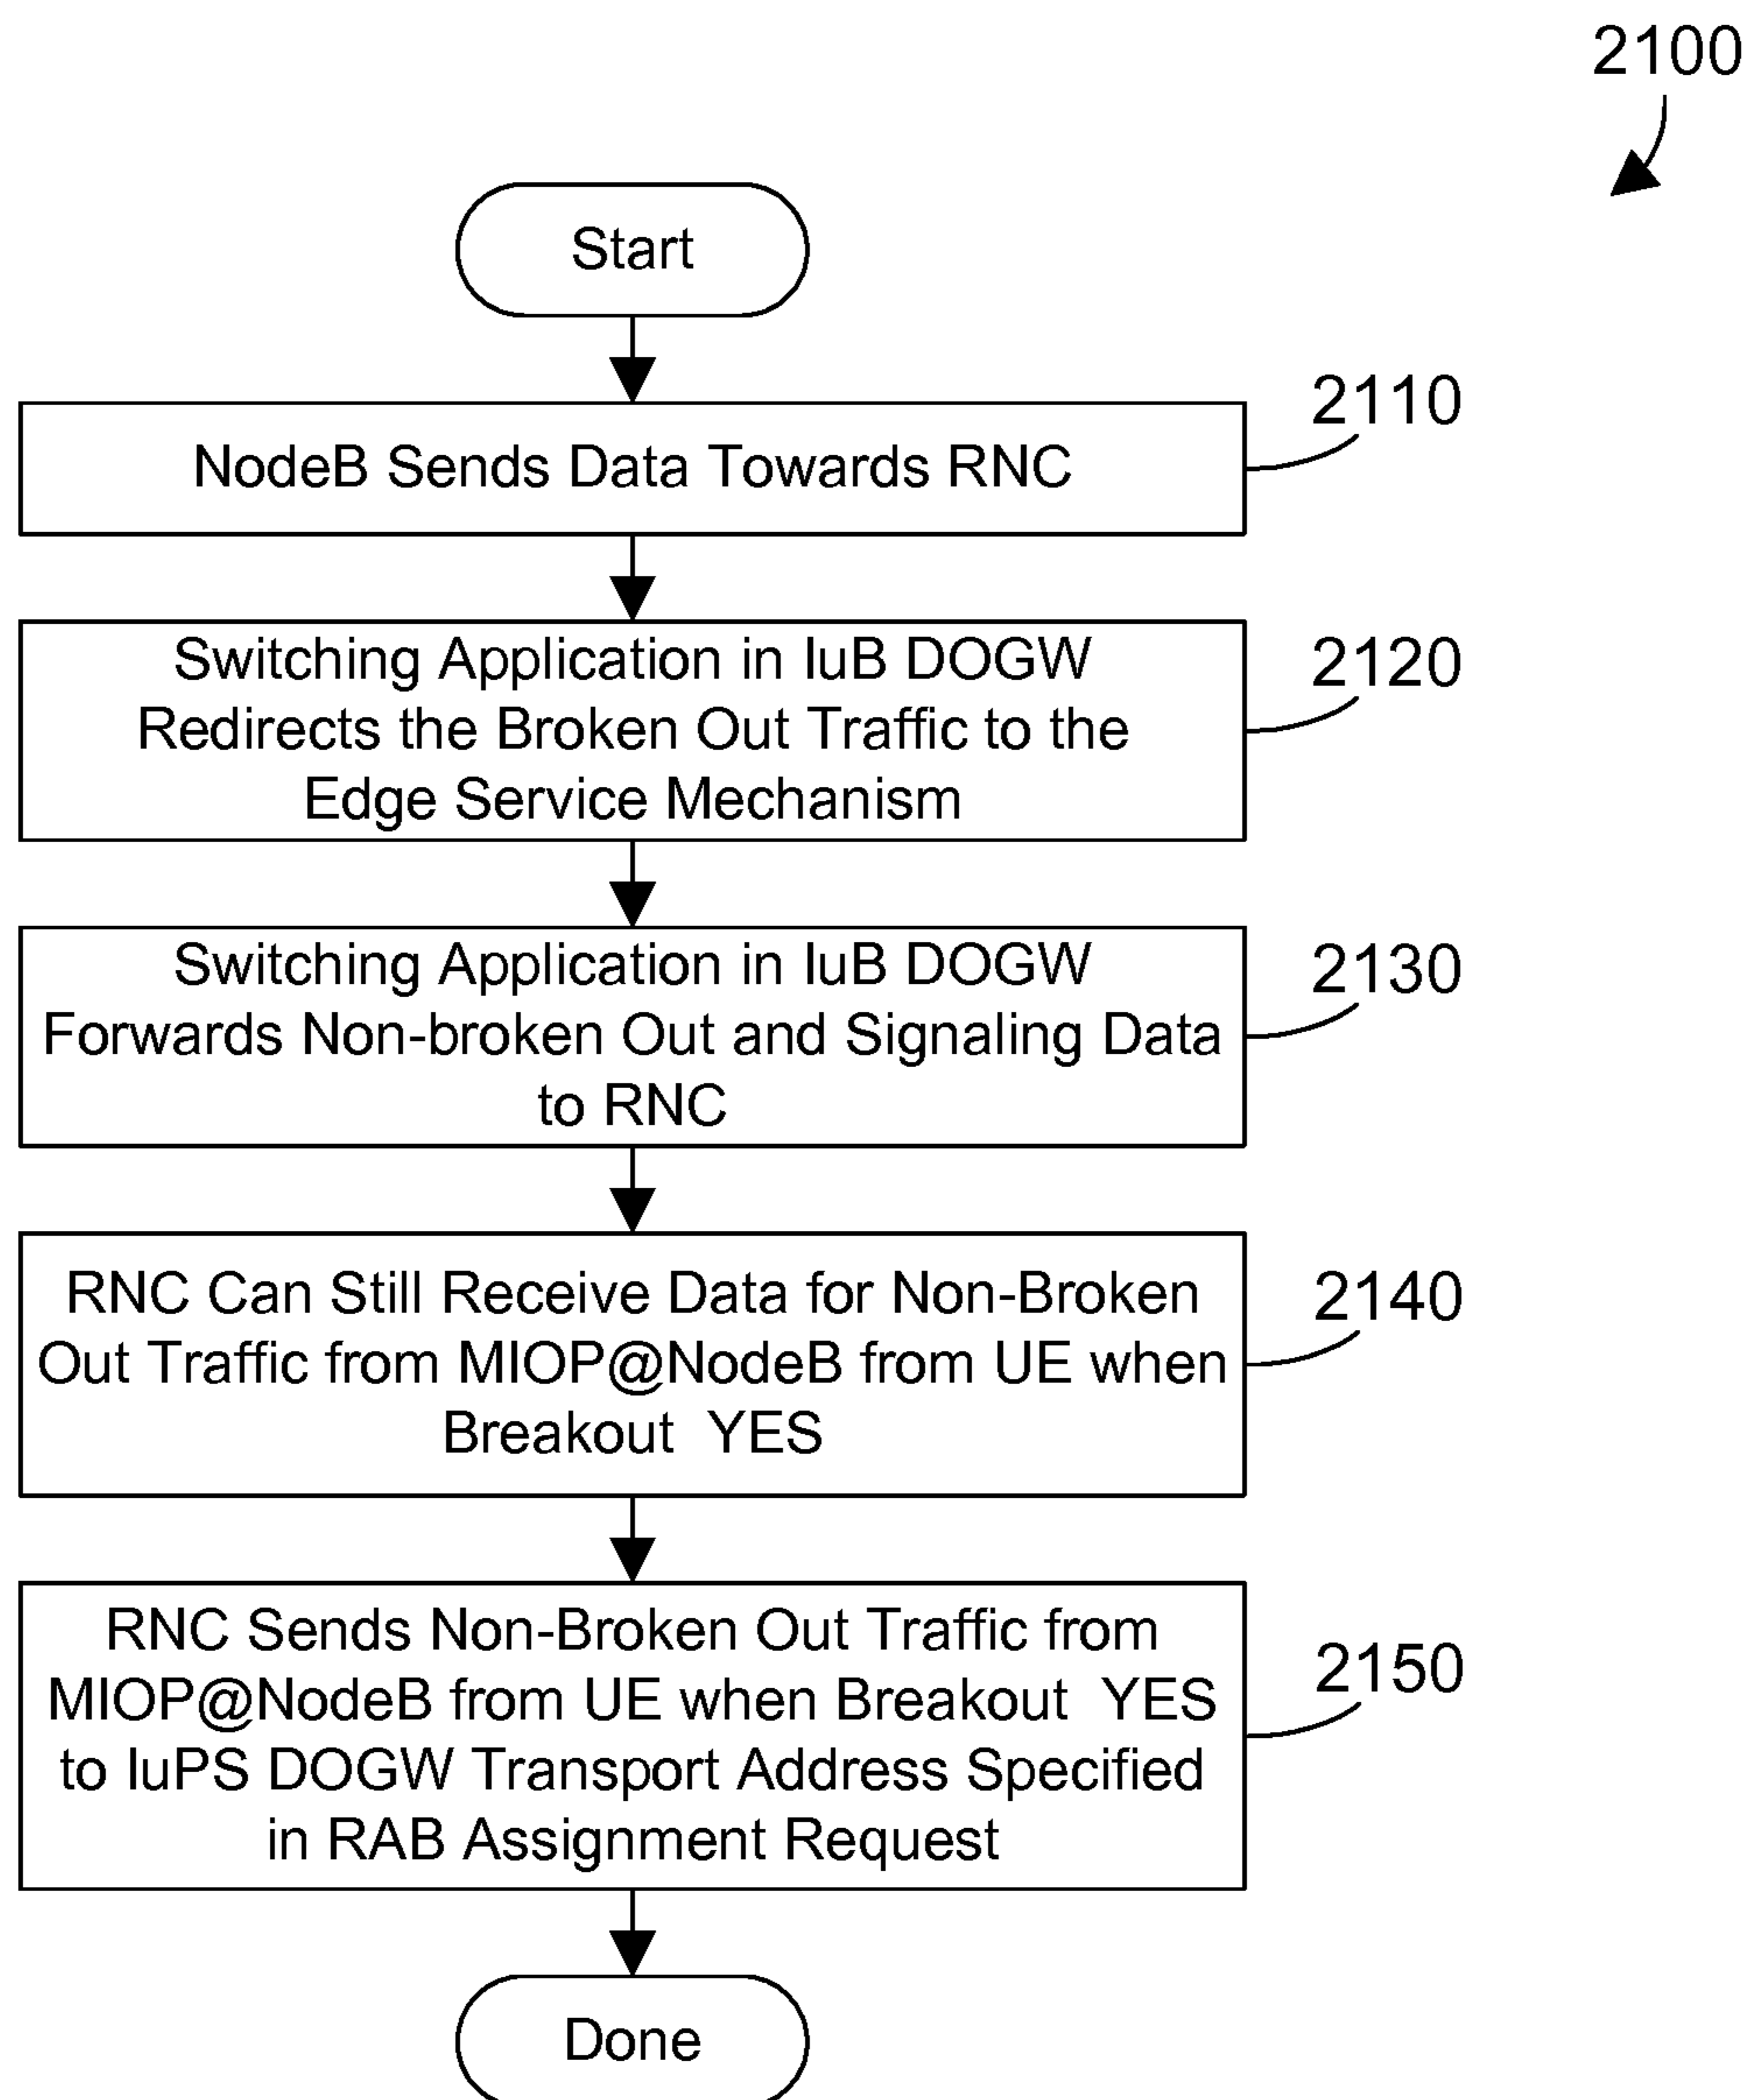 2100
Start
NodeB Sends Data Towards RNC
2110
Switching Application in IuB DOGW
Redirects the Broken Out Traffic to the
Edge Service Mechanism
2120
Switching Application in IuB DOGW
Forwards Non-broken Out and Signaling Data
to RNC
2130
RNC Can Still Receive Data for Non-Broken
Out Traffic from MIOP@NodeB from UE when
Breakout YES
2140
RNC Sends Non-Broken Out Traffic from
MIOP@NodeB from UE when Breakout YES
to IuPS DOGW Transport Address Specified
in RAB Assignment Request
2150
Done